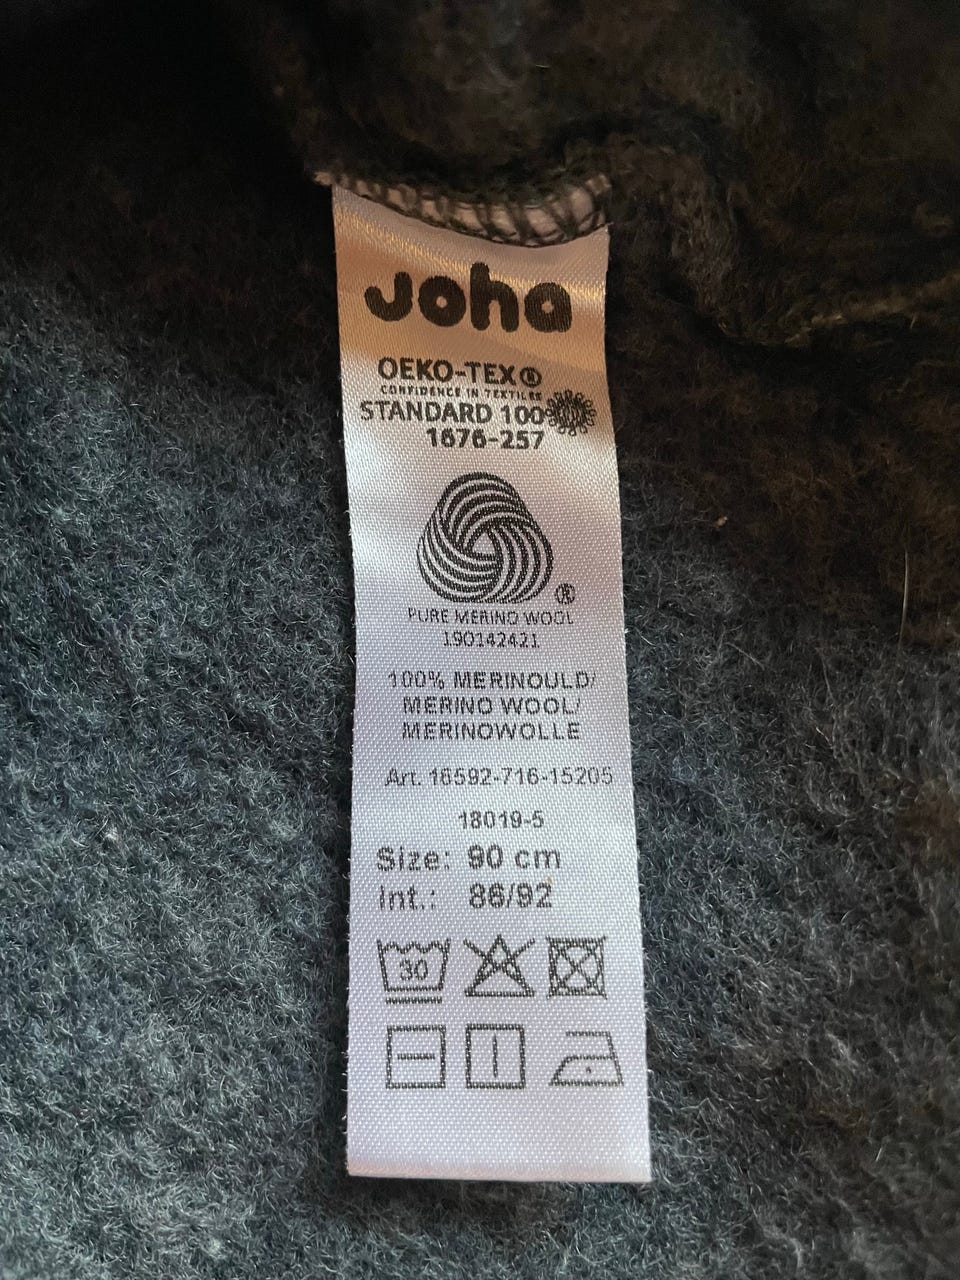 Joha
OEKO-TEX®
CONFIDENCE IN TEXTILES
STANDARD 100
1676-257
®
PURE MERINO WOOL
190142421
100% MERINOULD/
MERINO WOOL/
MERINOWOLLE
Art. 16592-716-15205
18019-5
Size: 90 cm
Int.: 86/92
30